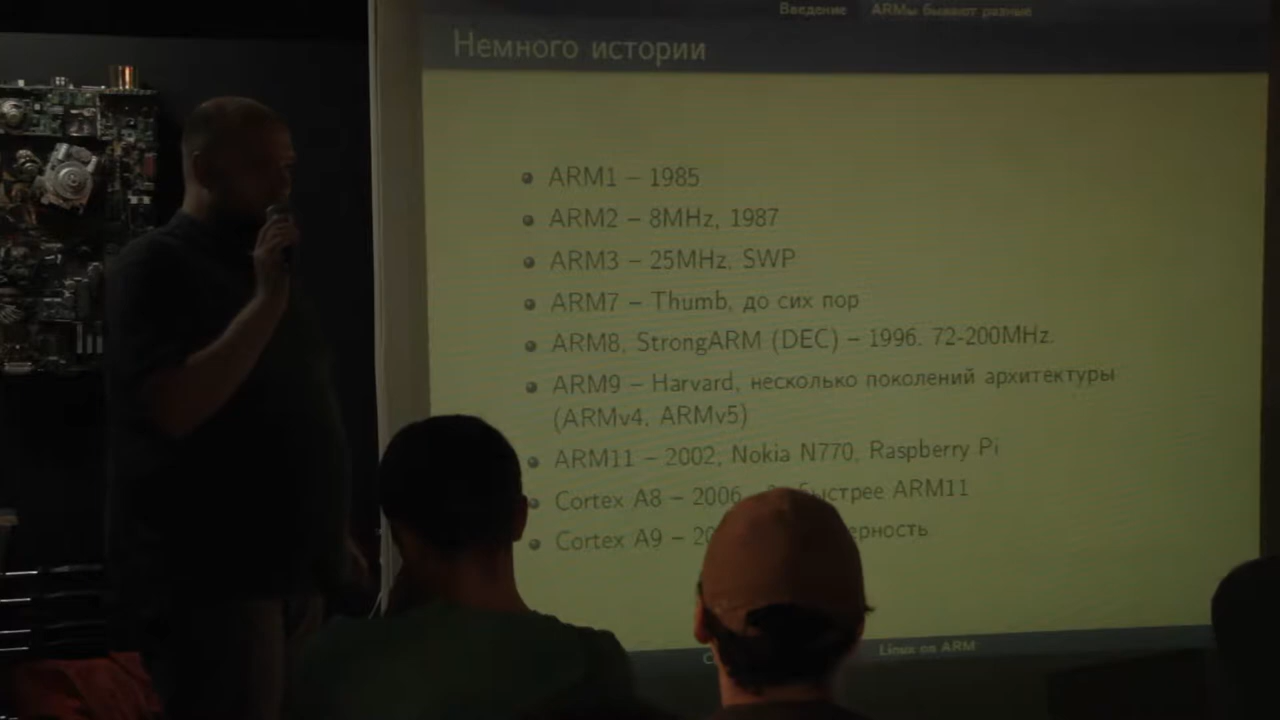 Введение ARMы бывают разные
Немного истории
ARM1 – 1985
ARM2 – 8MHz, 1987
ARM3 – 25MHz, SWP
ARM7 – Thumb, до сих пор
ARM8, StrongARM (DEC) – 1996. 72-200MHz.
ARM9 – Harvard, несколько поколений архитектуры
(ARMv4, ARMv5)
ARM11 – 2002, Nokia N770, Raspberry Pi
Cortex A8 – 2006 быстрее ARM11
Cortex A9 –
Linux on ARM